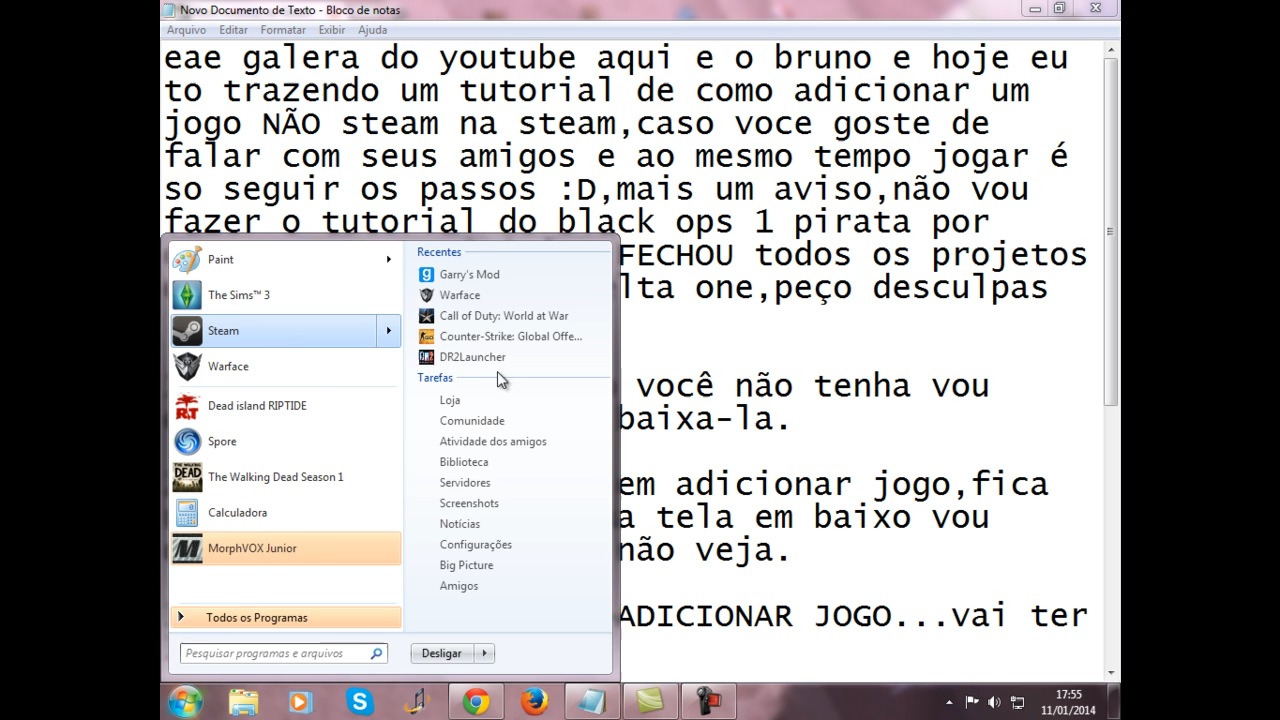 Novo Documento de Texto - Bloco de notas
Arquivo Editar Formatar Exibir Ajuda
eae galera do youtube aqui e o bruno e hoje eu
to trazendo um tutorial de como adicionar um
jogo NÃO steam na steam,caso voce goste de
falar com seus amigos e ao mesmo tempo jogar é
so seguir os passos :D,mais um aviso,não vou
fazer o tutorial do black ops 1 pirata por
FECHOU todos os projetos
lta one,peço desculpas
você não tenha vou
baixa-la.
em adicionar jogo,fica
a tela em baixo vou
não veja.
ADICIONAR JOGO...vai ter
Paint
The Sims™ 3
Steam
Warface
Dead island RIPTIDE
Spore
The Walking Dead Season 1
Calculadora
MorphVOX Junior
Todos os Programas
Pesquisar programas e arquivos
Recentes
Garry's Mod
Warface
Call of Duty: World at War
Counter-Strike: Global Offe...
DR2Launcher
Tarefas
Loja
Comunidade
Atividade dos amigos
Biblioteca
Servidores
Screenshots
Notícias
Configurações
Big Picture
Amigos
Desligar
17:55
11/01/2014